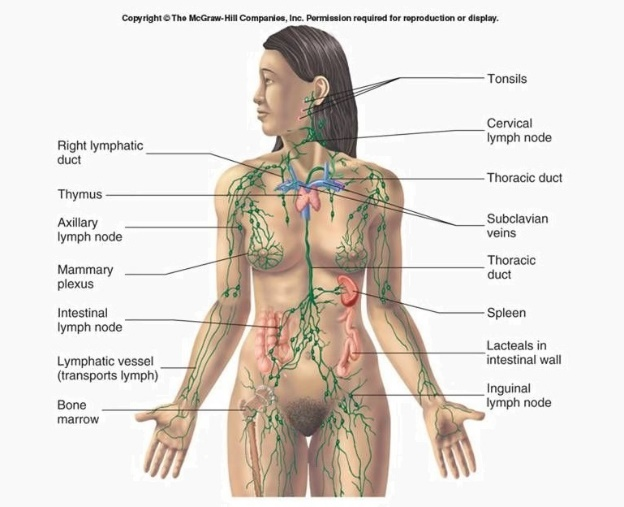 Copyright © The McGraw-Hill Companies, Inc. Permission required for reproduction or display.
Tonsils
Cervical
lymph node
Right lymphatic
duct
Thoracic duct
Thymus
Axillary
lymph node
Subclavian
veins
Mammary
plexus
Thoracic
duct
Intestinal
lymph node
Spleen
Lymphatic vessel
(transports lymph)
Lacteals in
intestinal wall
Bone
marrow
Inguinal
lymph node